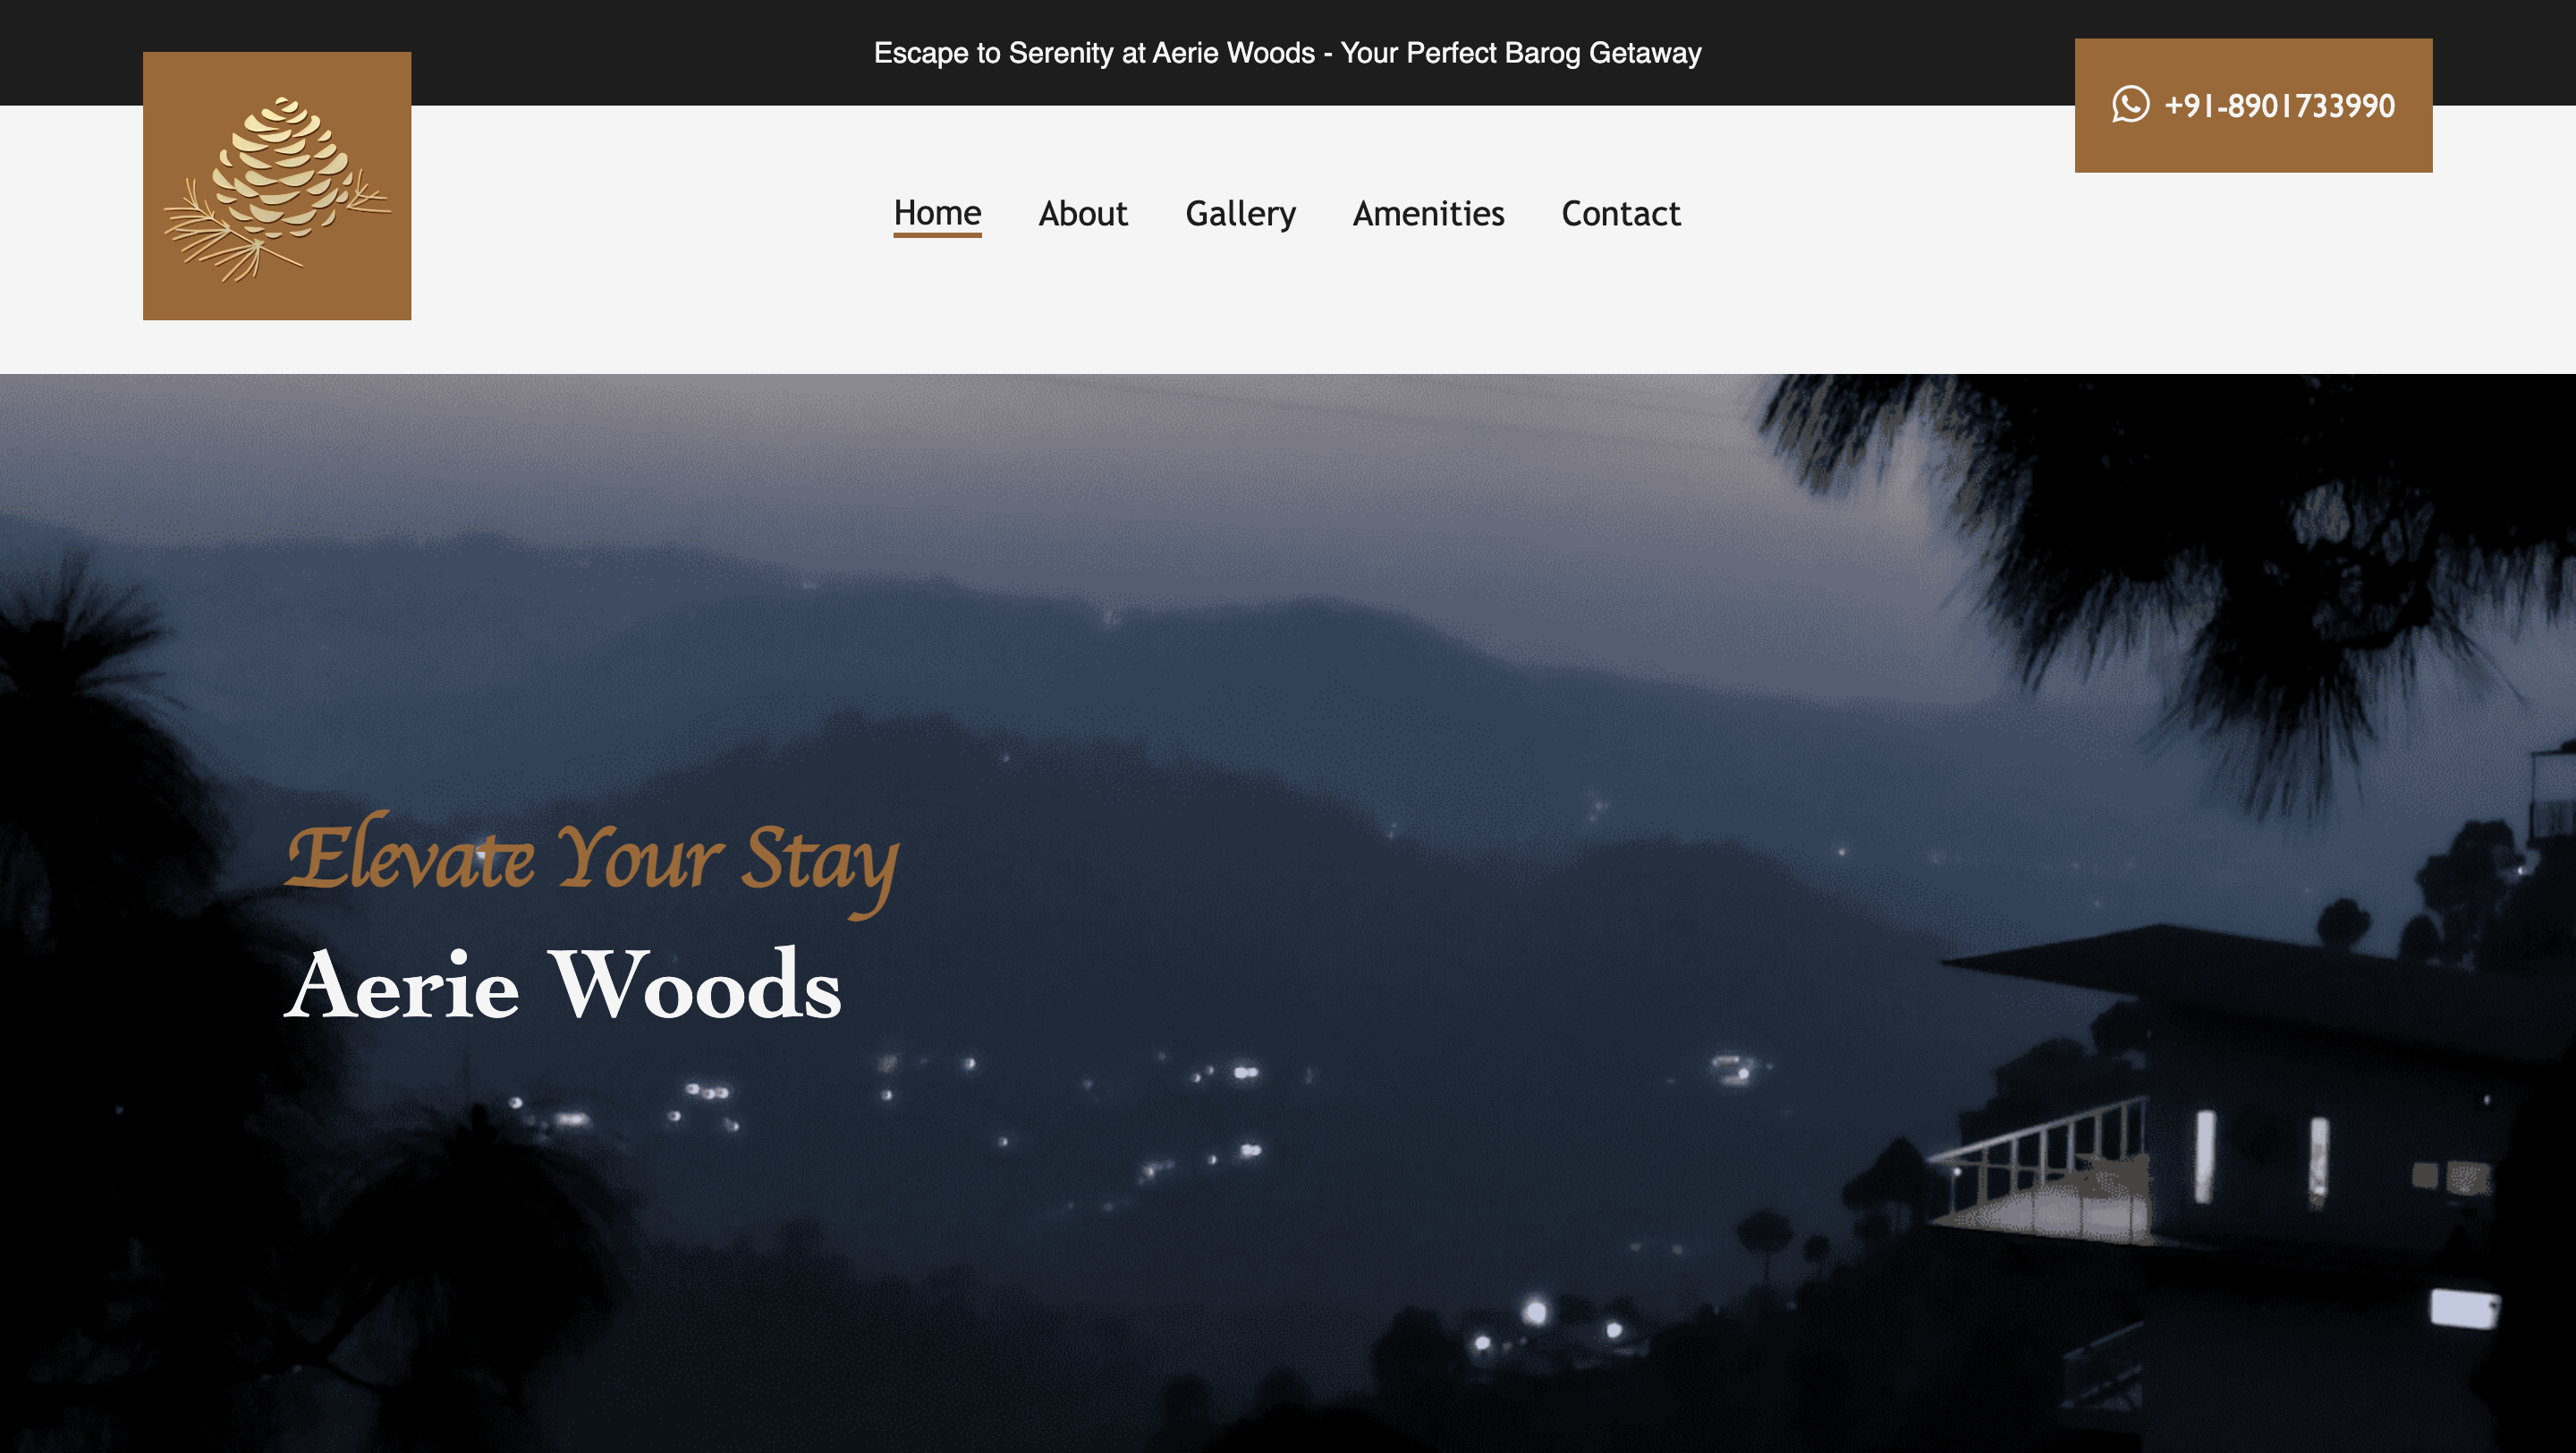 Escape to Serenity at Aerie Woods - Your Perfect Barog Getaway
+91-8901733990
Home About Gallery Amenities Contact
Elevate Your Stay
Aerie Woods